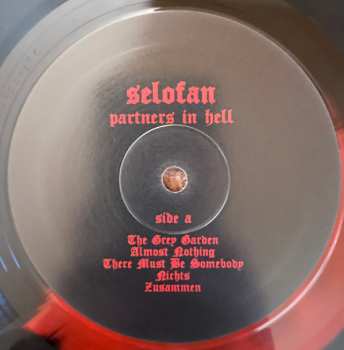 selofan
partners in hell
side a
The Grey Garden
Almost Nothing
There Must Be Somebody
Nichts
Zusammen